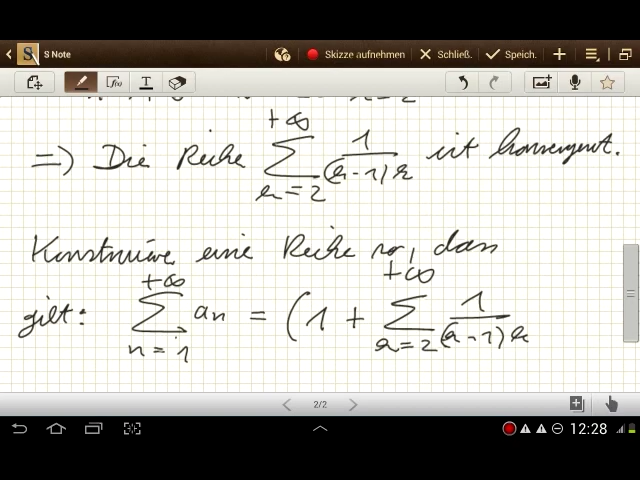 S Note
Skizze aufnehmen
Schließ.
Speich.
+∞
=> Die Reihe ∑ 1/((k-1)k) ist konvergent.
k=2
Konstruiere eine Reihe so, dass
+∞ +∞
gilt: ∑ an = (1 + ∑ 1/((k-1)k)
n=1 k=2
2/2
12:28